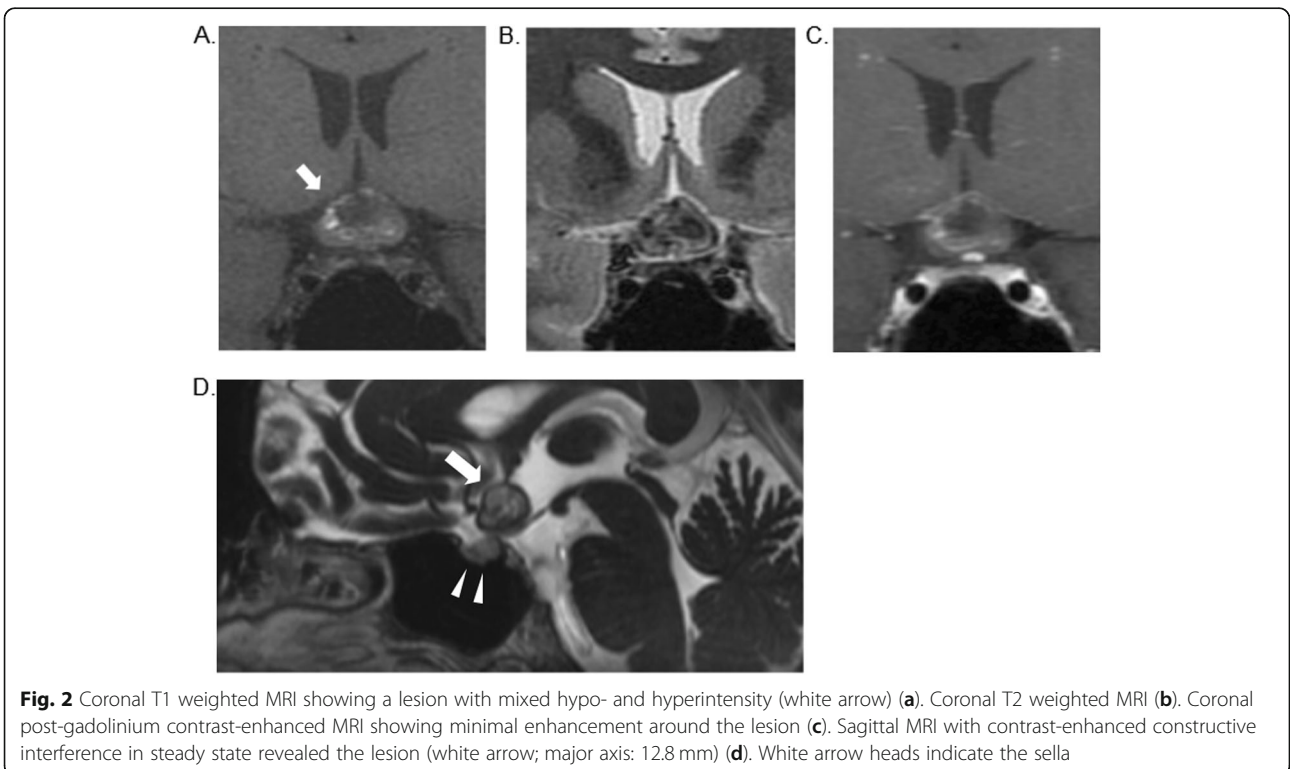 A.
B.
C.
D.
Fig. 2 Coronal T1 weighted MRI showing a lesion with mixed hypo- and hyperintensity (white arrow) (a). Coronal T2 weighted MRI (b). Coronal
post-gadolinium contrast-enhanced MRI showing minimal enhancement around the lesion (c). Sagittal MRI with contrast-enhanced constructive
interference in steady state revealed the lesion (white arrow; major axis: 12.8 mm) (d). White arrow heads indicate the sella